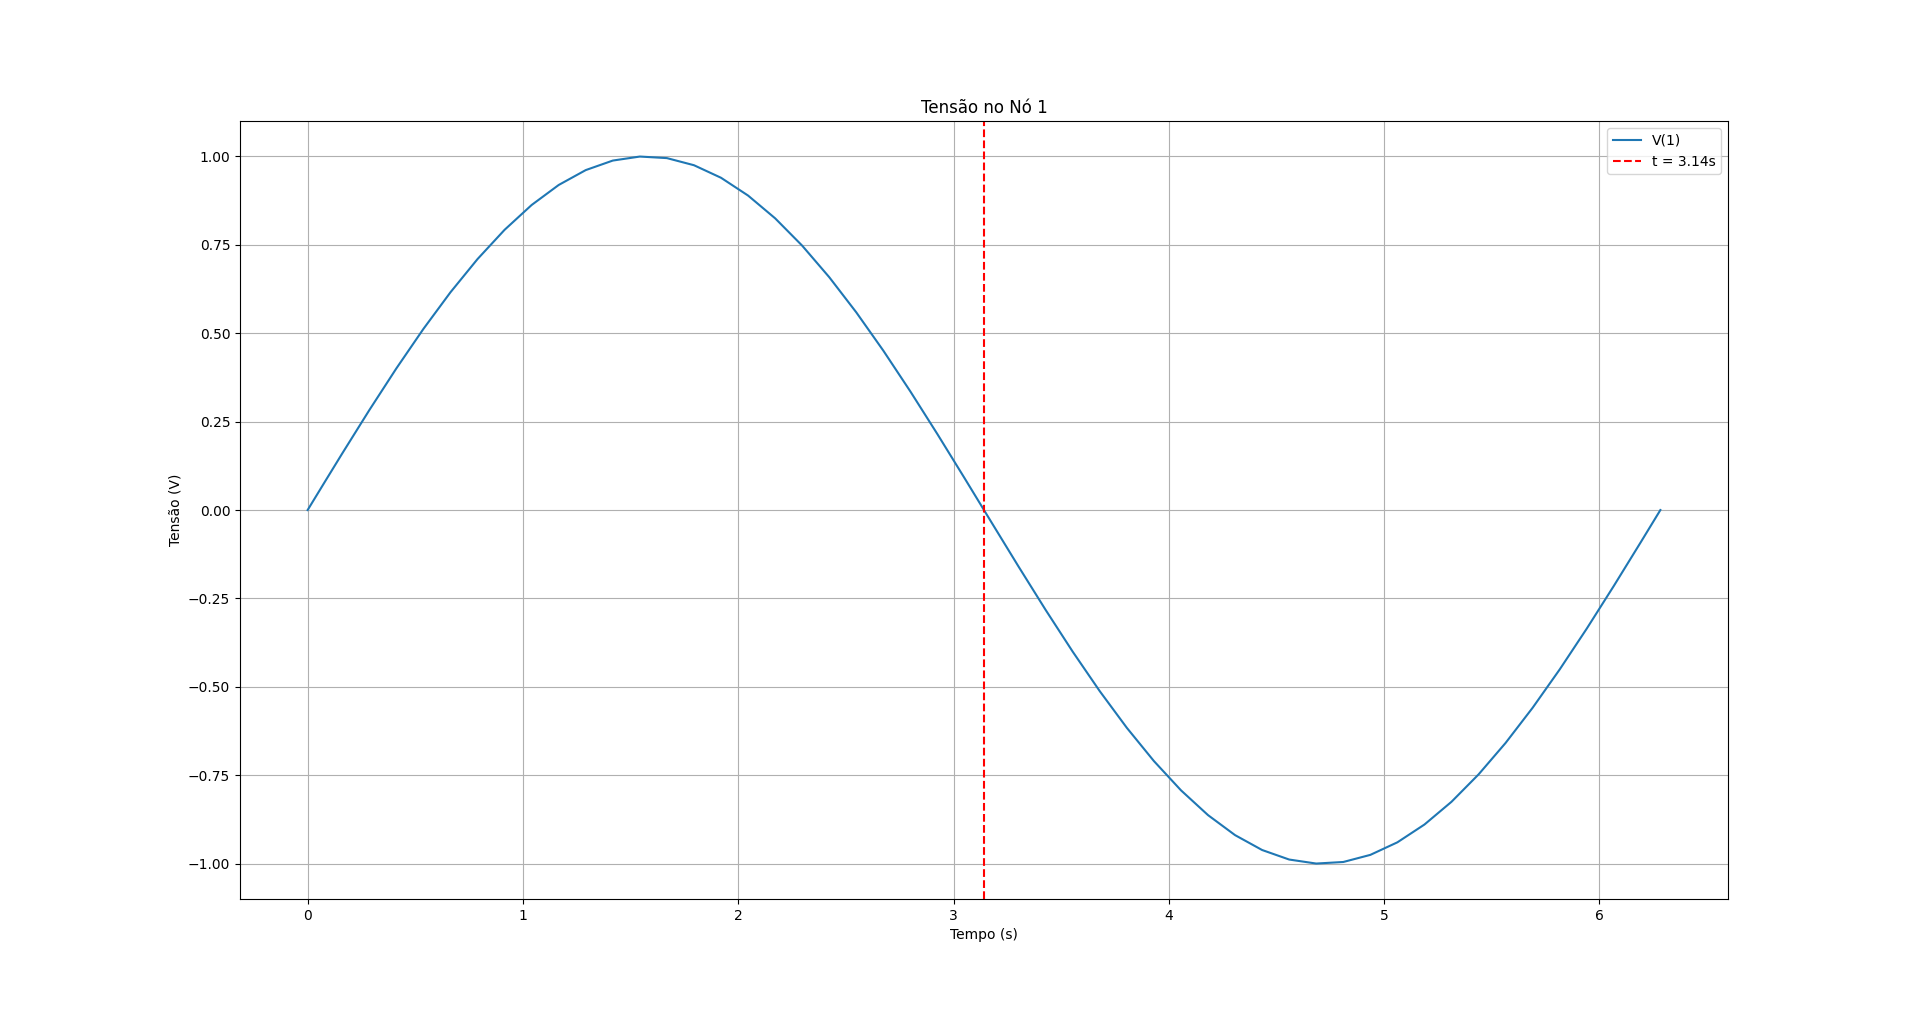 Tensão no Nó 1
V(1)
t = 3.14s
1.00
0.75
0.50
0.25
0.00
−0.25
−0.50
−0.75
−1.00
Tensão (V)
0 1 2 3 4 5 6
Tempo (s)